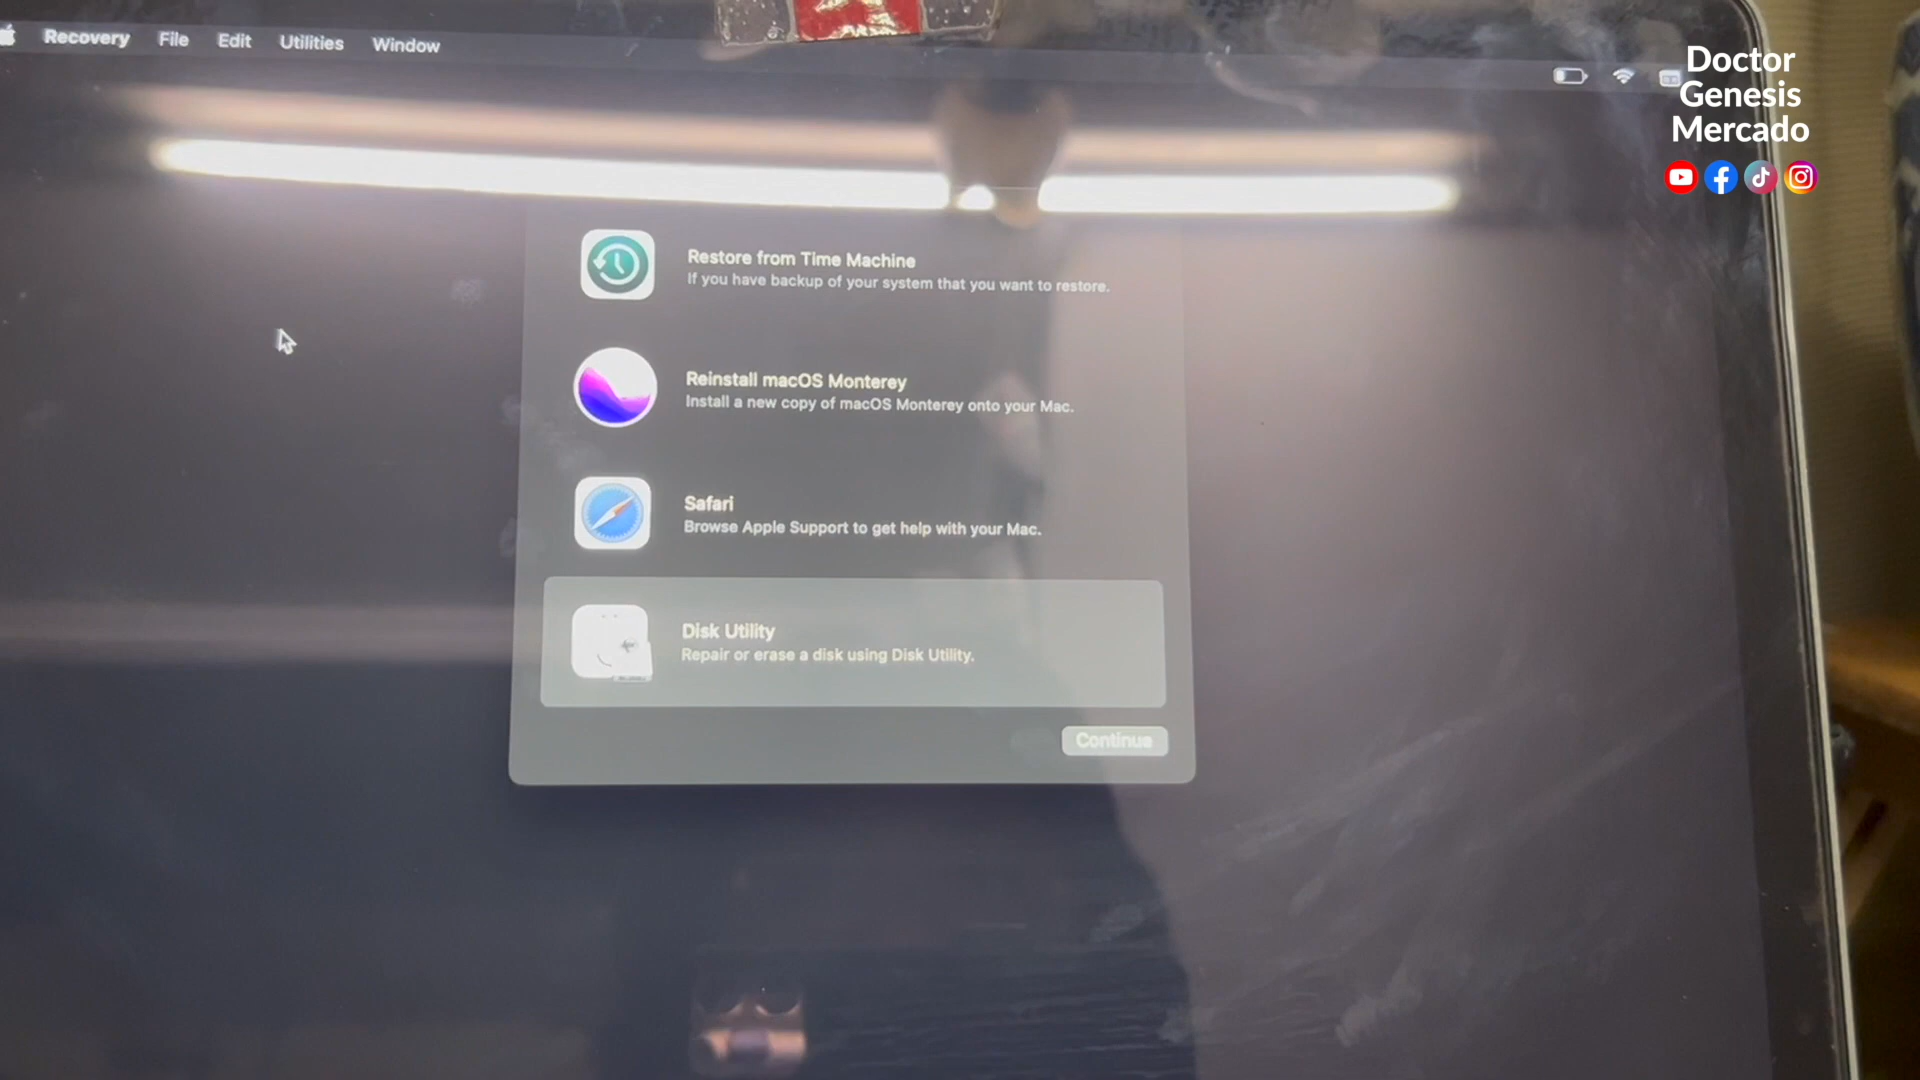 Recovery File Edit Utilities Window
Doctor
Genesis
Mercado
Restore from Time Machine
If you have backup of your system that you want to restore.
Reinstall macOS Monterey
Install a new copy of macOS Monterey onto your Mac.
Safari
Browse Apple Support to get help with your Mac.
Disk Utility
Repair or erase a disk using Disk Utility.
Continue